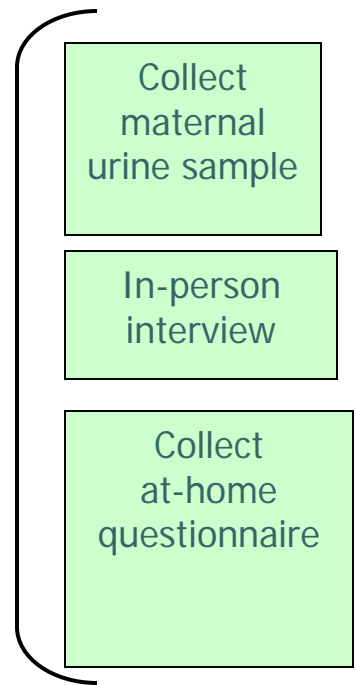 Collect
maternal
urine sample
In-person
interview
Collect
at-home
questionnaire